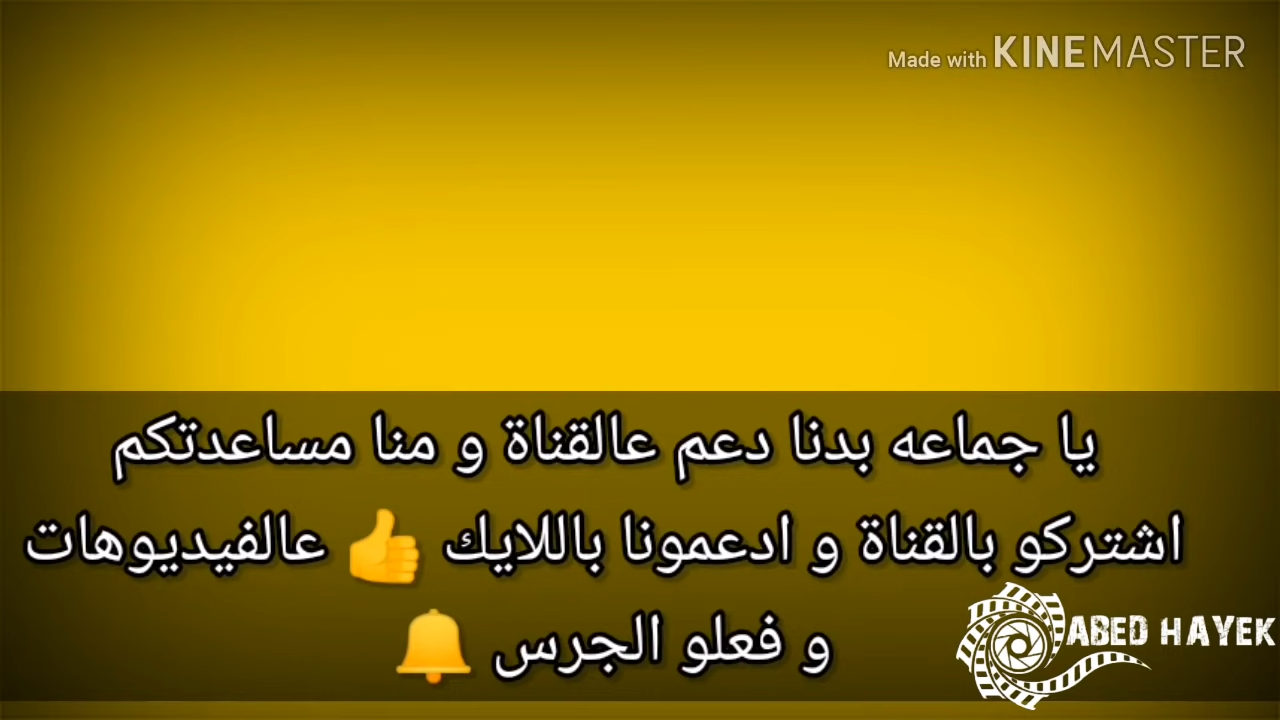 Made with KINEMASTER
يا جماعه بدنا دعم عالقناة و منا مساعدتكم
اشتركو بالقناة و ادعمونا باللايك 👍 عالفيديوهات
و فعلو الجرس 🔔
ABED HAYEK